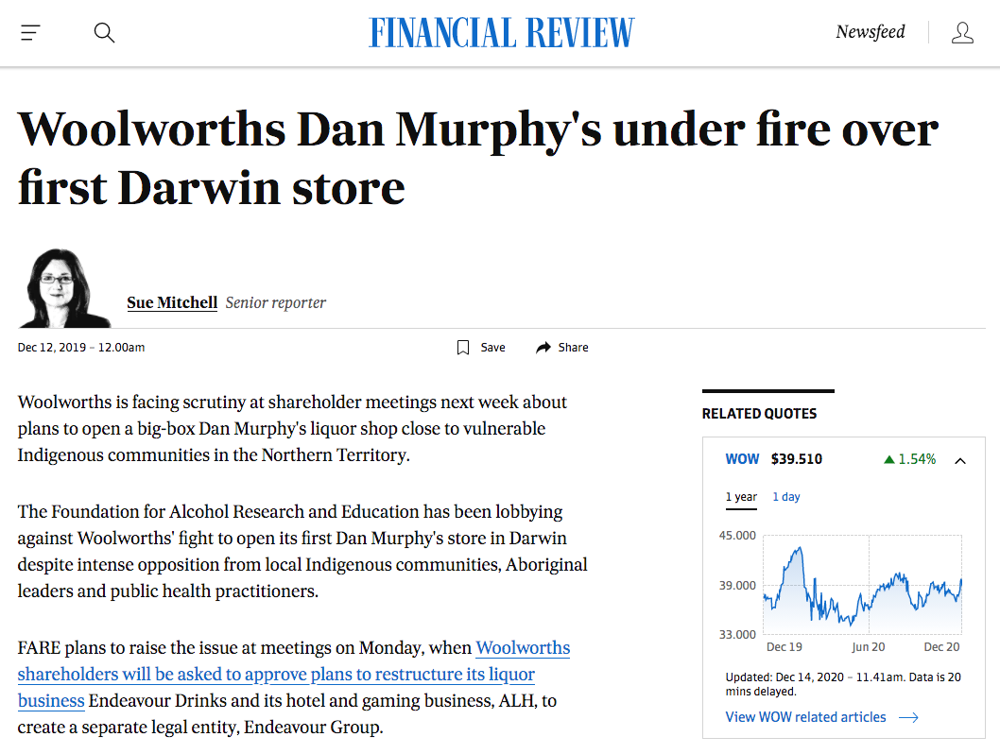 FINANCIAL REVIEW
Newsfeed
Woolworths Dan Murphy's under fire over
first Darwin store
Sue Mitchell Senior reporter
Dec 12, 2019 – 12.00am
Save
Share
Woolworths is facing scrutiny at shareholder meetings next week about
plans to open a big-box Dan Murphy's liquor shop close to vulnerable
Indigenous communities in the Northern Territory.
The Foundation for Alcohol Research and Education has been lobbying
against Woolworths' fight to open its first Dan Murphy's store in Darwin
despite intense opposition from local Indigenous communities, Aboriginal
leaders and public health practitioners.
FARE plans to raise the issue at meetings on Monday, when Woolworths
shareholders will be asked to approve plans to restructure its liquor
business Endeavour Drinks and its hotel and gaming business, ALH, to
create a separate legal entity, Endeavour Group.
RELATED QUOTES
WOW $39.510 1.54%
1 year 1 day
45.000
39.000
33.000
Dec 19 Jun 20 Dec 20
Updated: Dec 14, 2020 – 11.41am. Data is 20
mins delayed.
View WOW related articles